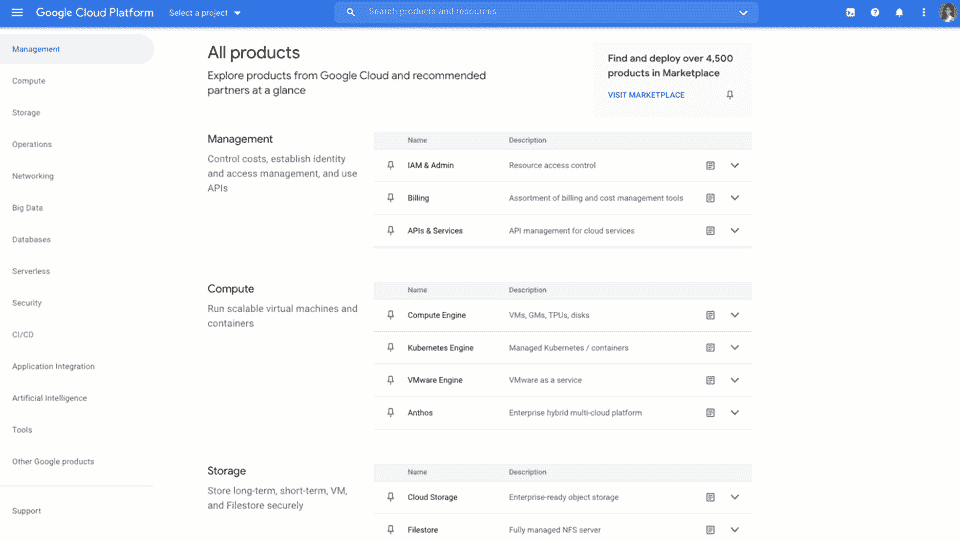 Google Cloud Platform
Select a project
Search products and resources
Management
Compute
Storage
Operations
Networking
Big Data
Databases
Serverless
Security
CI/CD
Application Integration
Artificial Intelligence
Tools
Other Google products
Support
All products
Explore products from Google Cloud and recommended
partners at a glance
Find and deploy over 4,500
products in Marketplace
VISIT MARKETPLACE
Management
Control costs, establish identity
and access management, and use
APIs
Name Description
IAM & Admin Resource access control
Billing Assortment of billing and cost management tools
APIs & Services API management for cloud services
Compute
Run scalable virtual machines and
containers
Name Description
Compute Engine VMs, GMs, TPUs, disks
Kubernetes Engine Managed Kubernetes / containers
VMware Engine VMware as a service
Anthos Enterprise hybrid multi-cloud platform
Storage
Store long-term, short-term, VM,
and Filestore securely
Name Description
Cloud Storage Enterprise-ready object storage
Filestore Fully managed NFS server